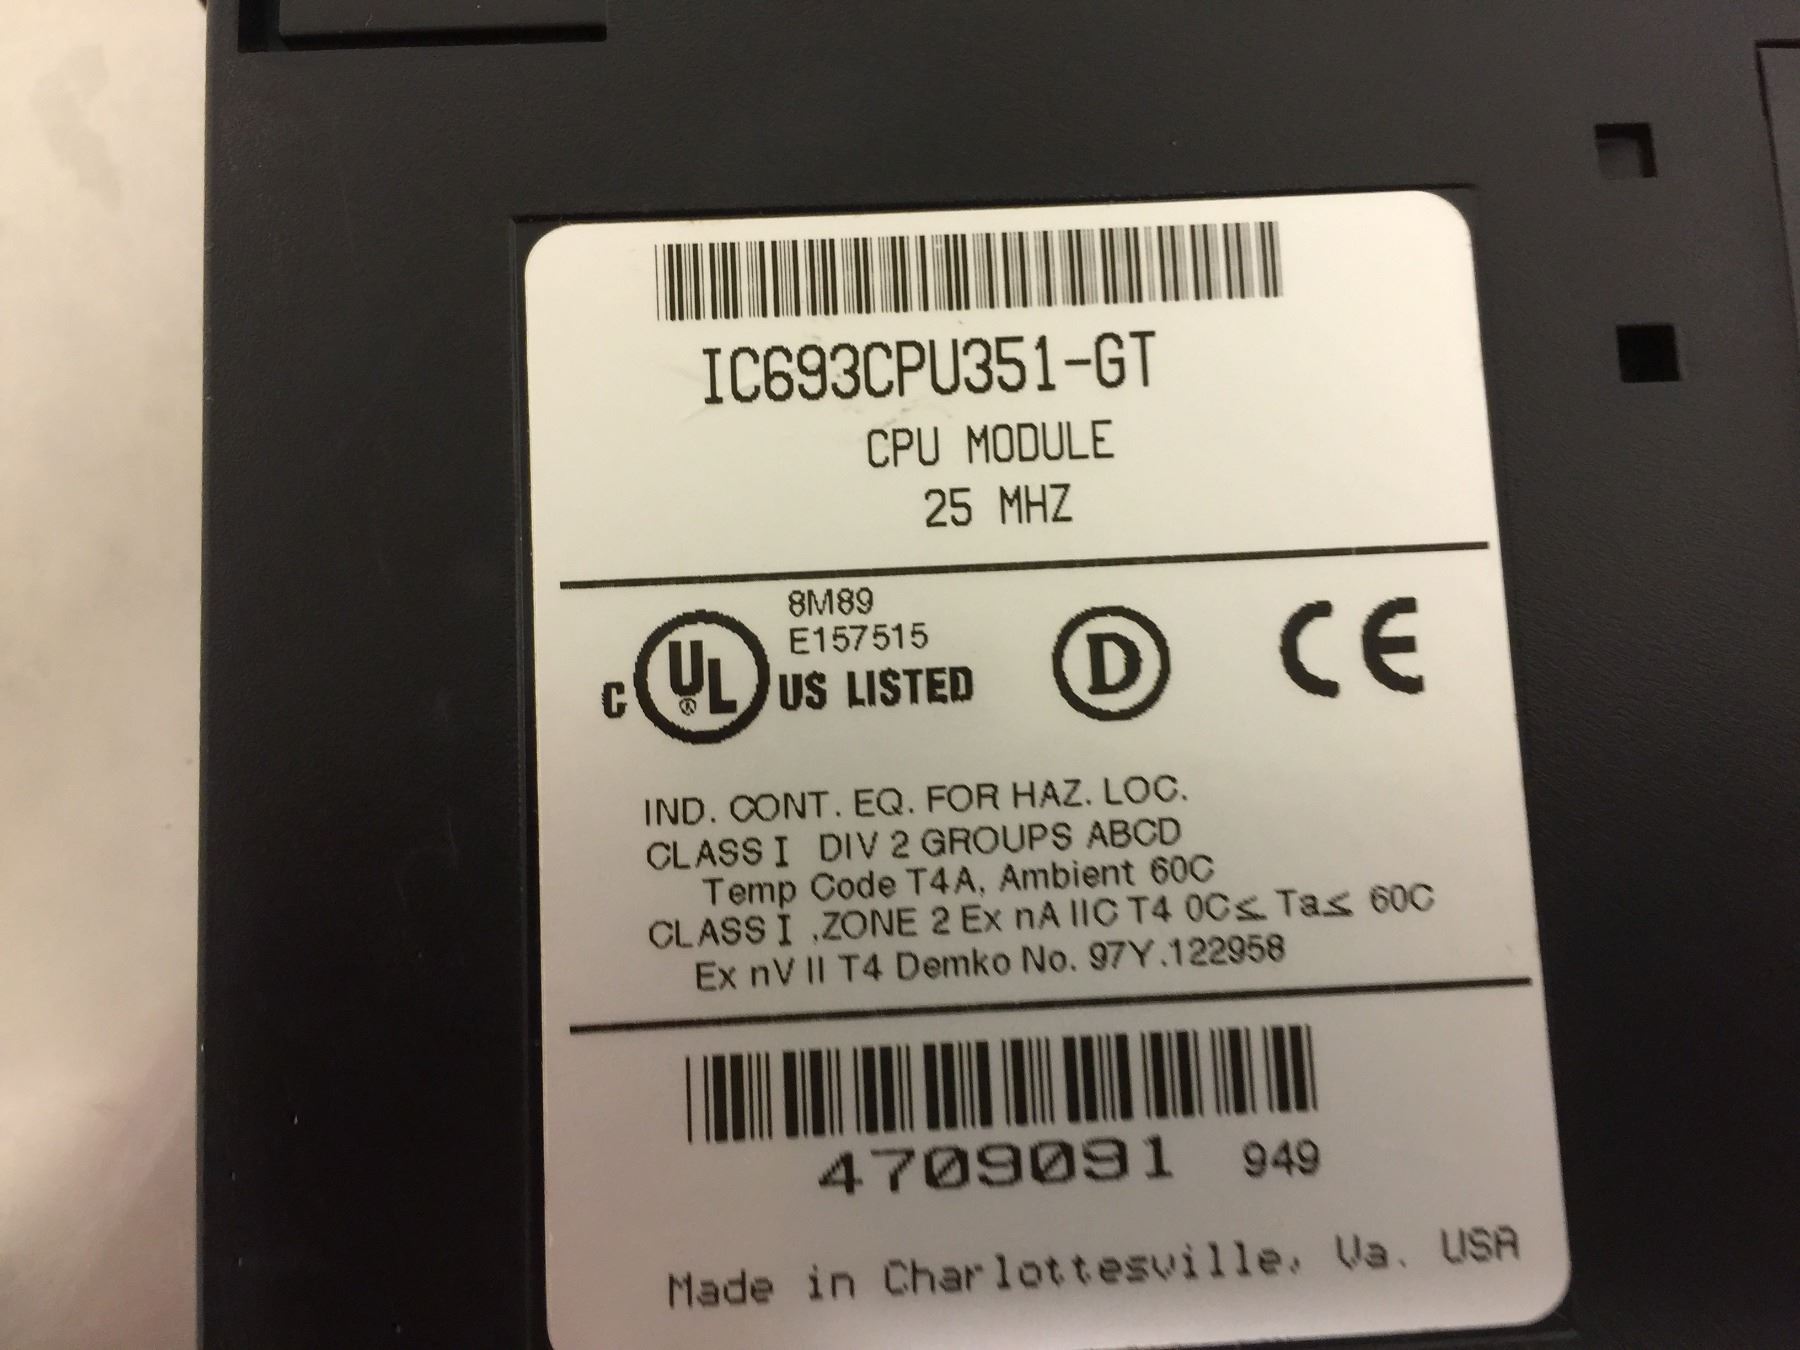 IC693CPU351-GT
CPU MODULE
25 MHZ
8M89
E157515
C UL US LISTED
D
CE
IND. CONT. EQ. FOR HAZ. LOC.
CLASS I DIV 2 GROUPS ABCD
Temp Code T4A, Ambient 60C
CLASS I ,ZONE 2 Ex nA IIC T4 0C≤ Ta≤ 60C
Ex nV II T4 Demko No. 97Y.122958
4709091 949
Made in Charlottesville, Va. USA